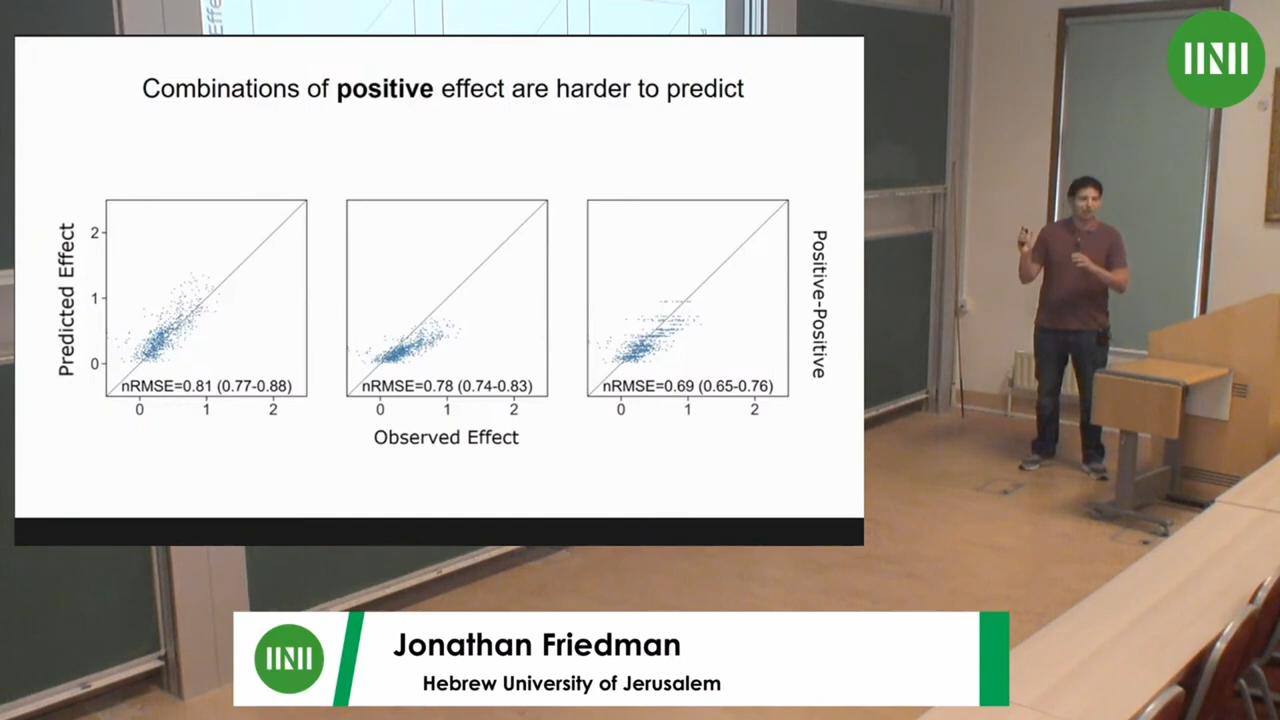 Effe
Combinations of positive effect are harder to predict
Predicted Effect
2
1
0
nRMSE=0.81 (0.77-0.88)
0 1 2
nRMSE=0.78 (0.74-0.83)
0 1 2
nRMSE=0.69 (0.65-0.76)
0 1 2
Observed Effect
Positive-Positive
INI
INI
Jonathan Friedman
Hebrew University of Jerusalem